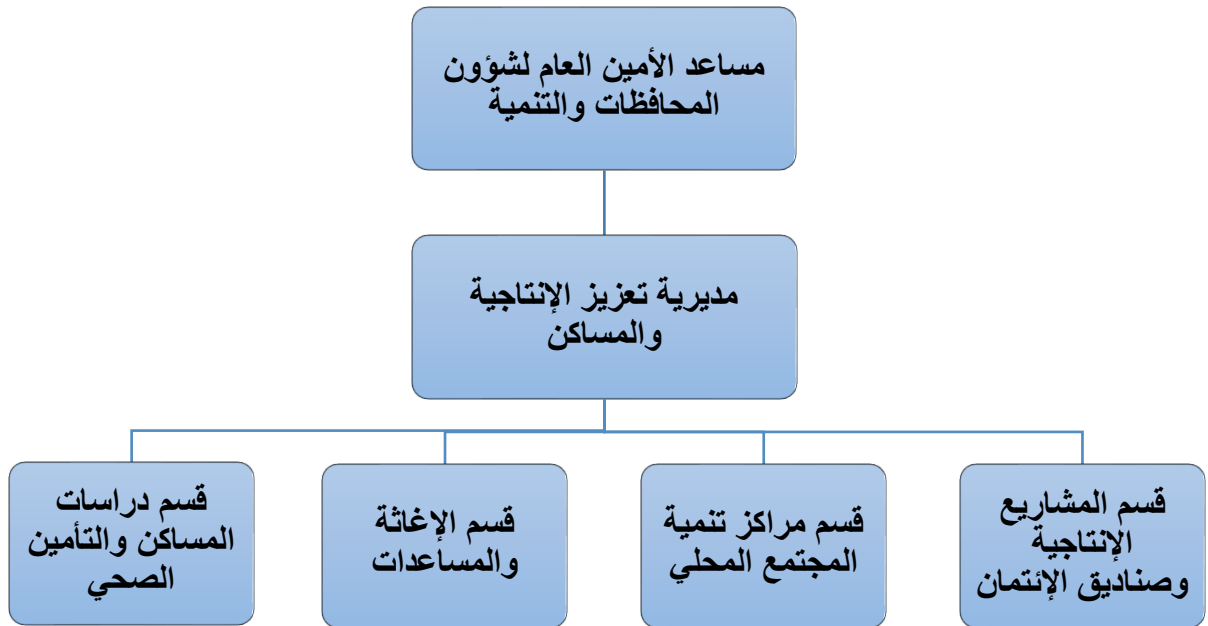 مساعد الأمين العام لشؤون
المحافظات والتنمية
مديرية تعزيز الإنتاجية
والمساكن
قسم المشاريع
الإنتاجية
وصناديق الإئتمان
قسم مراكز تنمية
المجتمع المحلي
قسم الإغاثة
والمساعدات
قسم دراسات
المساكن والتأمين
الصحي